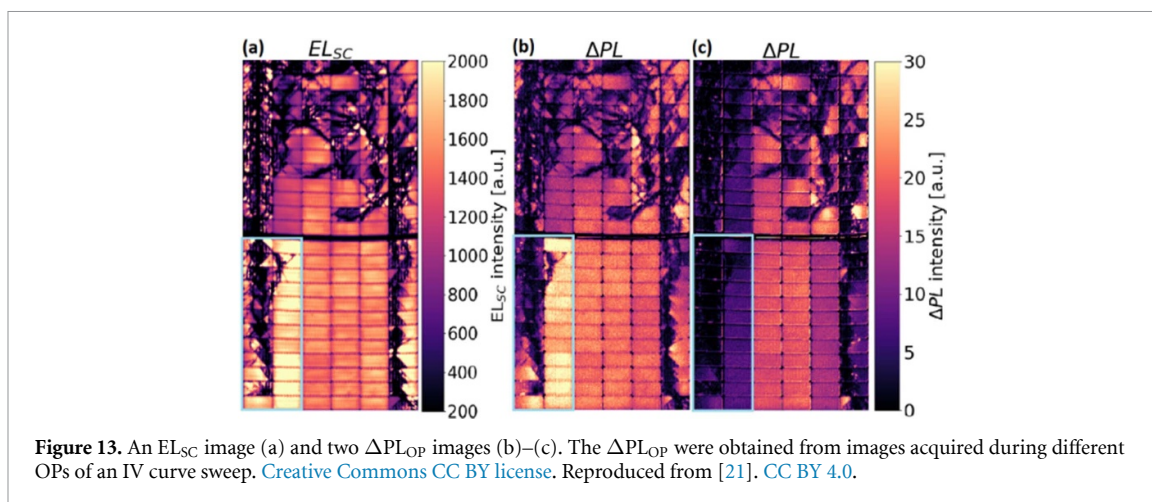 (a) EL_SC
(b) ΔPL
(c) ΔPL
2000
1800
1600
1400
1200
1000
800
600
400
200
EL_SC intensity [a.u.]
30
25
20
15
10
5
0
ΔPL intensity [a.u.]
Figure 13. An EL_SC image (a) and two ΔPL_OP images (b)–(c). The ΔPL_OP were obtained from images acquired during different
OPs of an IV curve sweep. Creative Commons CC BY license. Reproduced from [21]. CC BY 4.0.